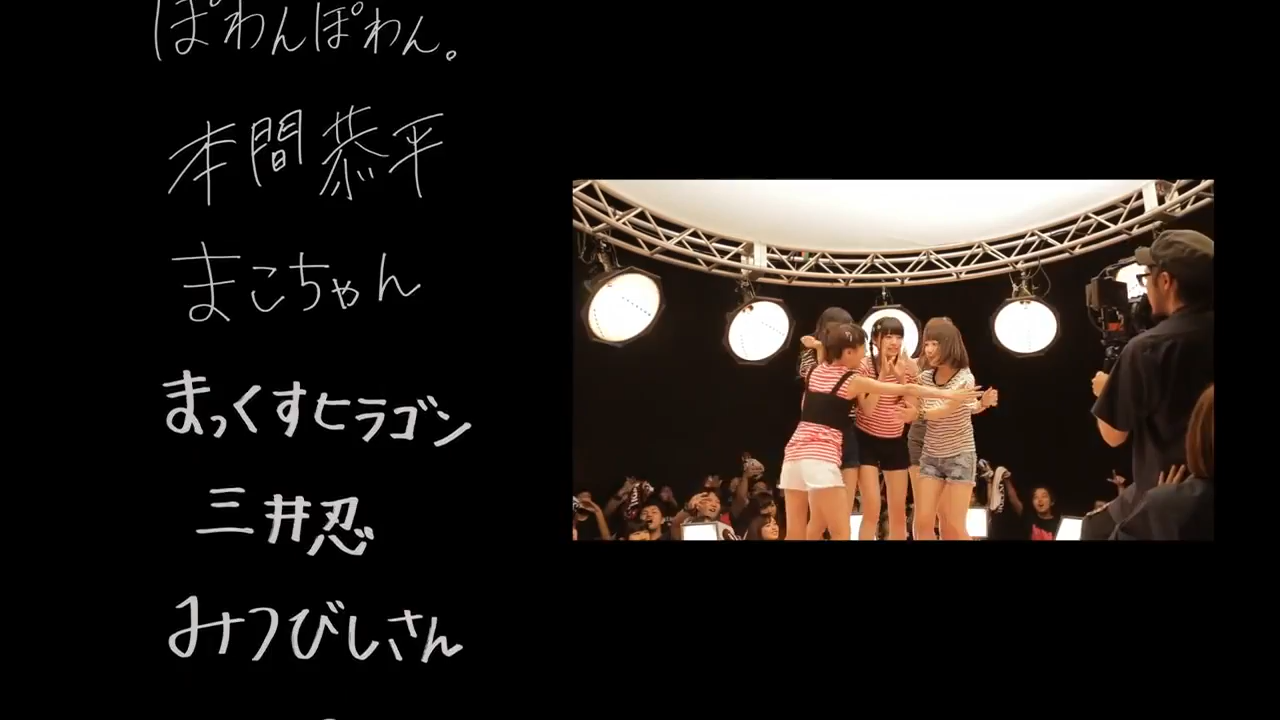 ぽわんぽわん。
本間恭平
まこちゃん
まっくすヒラゴン
三井忍
みつびしさん